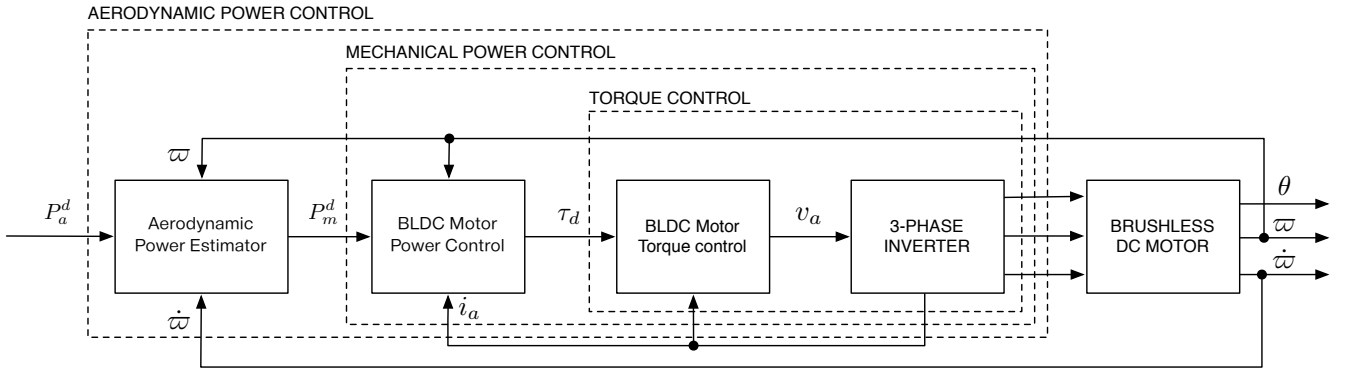 AERODYNAMIC POWER CONTROL
MECHANICAL POWER CONTROL
TORQUE CONTROL
ϖ
θ
P_a^d
Aerodynamic
Power Estimator
P_m^d
BLDC Motor
Power Control
τ_d
BLDC Motor
Torque control
v_a
3-PHASE
INVERTER
BRUSHLESS
DC MOTOR
ϖ
ϖ̇
ϖ̇
i_a